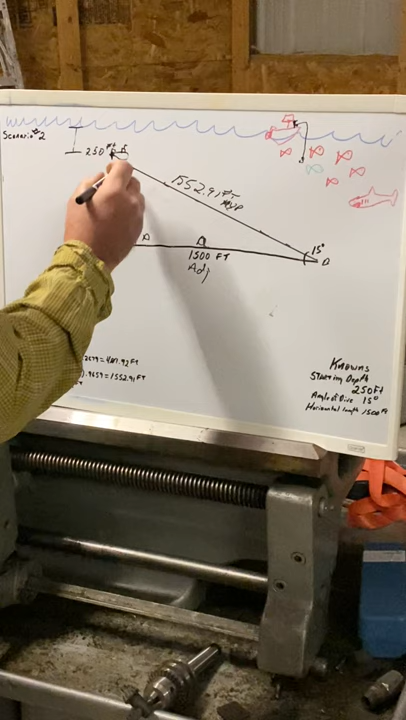 Scenario #2
250 FT
1552.91 FT
Hyp
15°
1500 FT
Adj
2679 = 401.92 FT
.9659 = 1552.91 FT
FT
Knowns
Starting Depth
250 Ft
Angle of Dive 15°
Horizontal length 1500 Ft